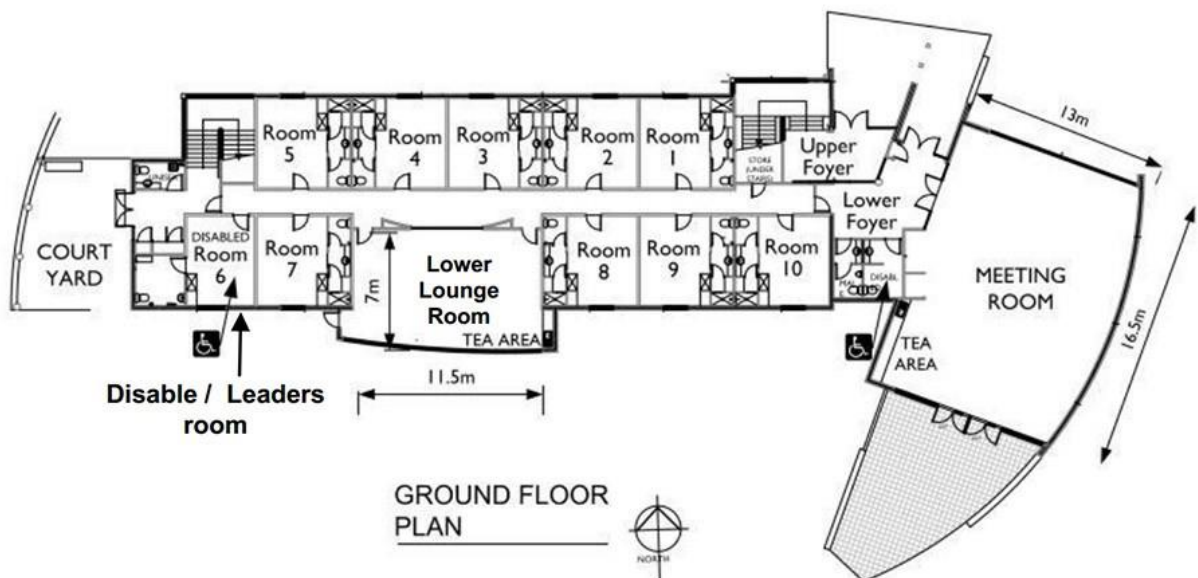 13m
Room
5
Room
4
Room
3
Room
2
Room
1
STORE
(UNDER
STAIRS)
Upper
Foyer
Lower
Foyer
COURT
YARD
DISABLED
Room
6
Room
7
7m
Lower
Lounge
Room
TEA AREA
Room
8
Room
9
Room
10
DISABL
MEETING
ROOM
TEA
AREA
16.5m
11.5m
Disable / Leaders
room
GROUND FLOOR
PLAN
NORTH